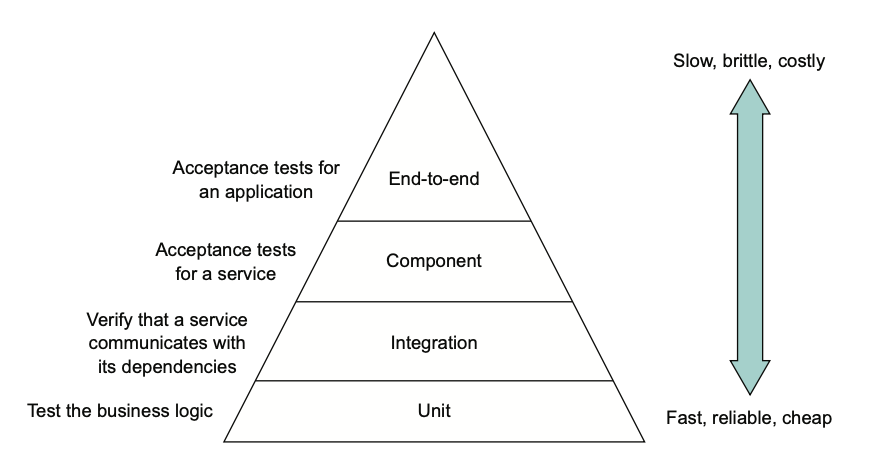 Slow, brittle, costly
Acceptance tests for
an application
End-to-end
Acceptance tests
for a service
Component
Verify that a service
communicates with
its dependencies
Integration
Test the business logic
Unit
Fast, reliable, cheap